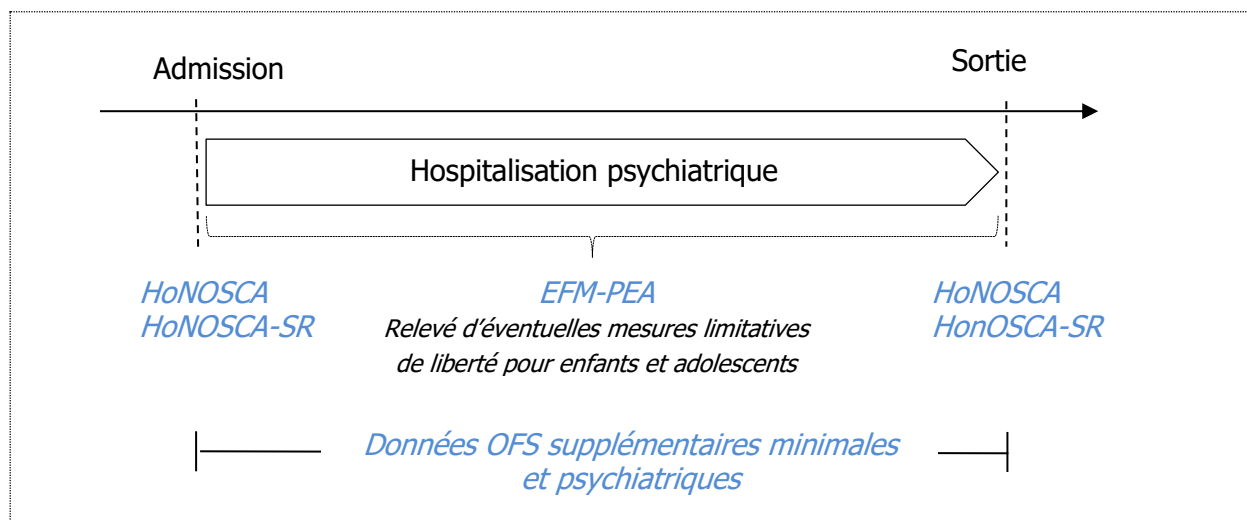 Admission
Sortie
Hospitalisation psychiatrique
HoNOSCA
HoNOSCA-SR
EFM-PEA
Relevé d'éventuelles mesures limitatives
de liberté pour enfants et adolescents
HoNOSCA
HonOSCA-SR
Données OFS supplémentaires minimales
et psychiatriques